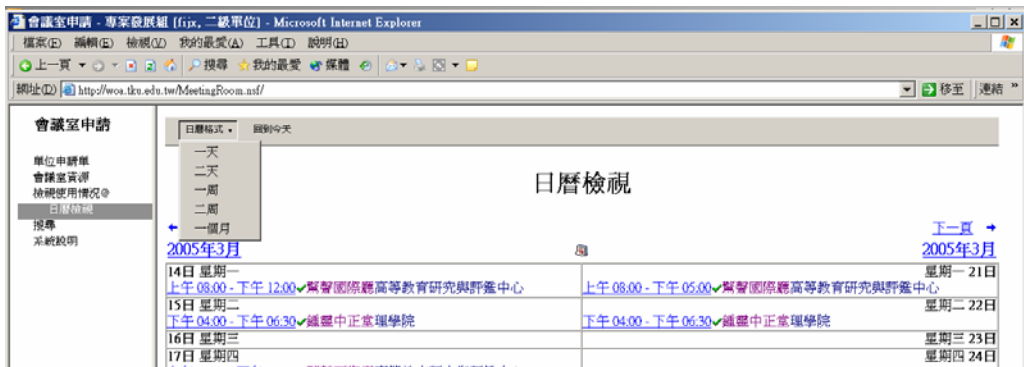 會議室申請 - 專案發展組 [fijx, 二級單位] - Microsoft Internet Explorer
檔案(F) 編輯(E) 檢視(V) 我的最愛(A) 工具(T) 說明(H)
上一頁 搜尋 我的最愛 媒體
網址(D) http://woa.tku.edu.tw/MeetingRoom.nsf/ 移至 連結 »
會議室申請
單位申請單
會議室資源
檢視使用情況
日曆檢視
搜尋
系統說明
日曆格式 回到今天
一天
二天
一周
二周
一個月
日曆檢視
下一頁
2005年3月 2005年3月
14日 星期一 星期一 21日
上午 08:00 - 下午 12:00 驚聲國際廳高等教育研究與評鑑中心 上午 08:00 - 下午 05:00 驚聲國際廳高等教育研究與評鑑中心
15日 星期二 星期二 22日
下午 04:00 - 下午 06:30 鍾靈中正堂理學院 下午 04:00 - 下午 06:30 鍾靈中正堂理學院
16日 星期三 星期三 23日
17日 星期四 星期四 24日